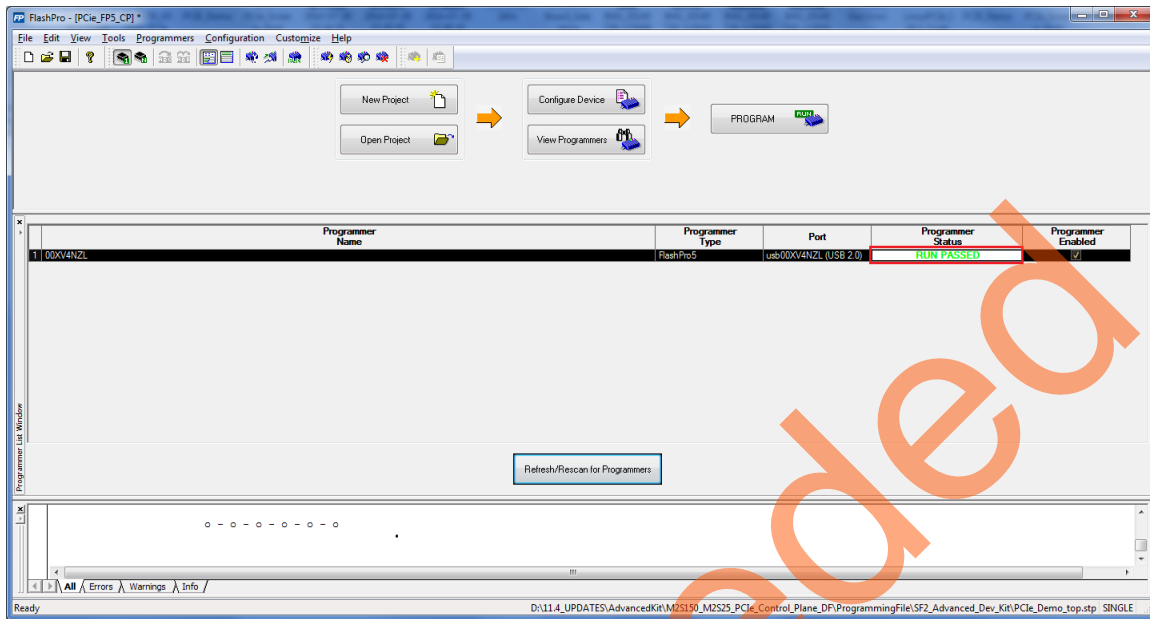 FlashPro - [PCie_FP5_CP] *
File Edit View Tools Programmers Configuration Customize Help
New Project
Configure Device
PROGRAM
RUN
Open Project
View Programmers
Programmer Name
Programmer Type
Port
Programmer Status
Programmer Enabled
1 00XV4NZL FlashPro5 usb00XV4NZL (USB 2.0) RUN PASSED
Programmer List Window
Refresh/Rescan for Programmers
o - o - o - o - o - o
All Errors Warnings Info
Ready D:\11.4_UPDATES\AdvancedKit\M2S150_M2S25_PCIe_Control_Plane_DF\ProgrammingFile\SF2_Advanced_Dev_Kit\PCIe_Demo_top.stp SINGLE
ded
ded